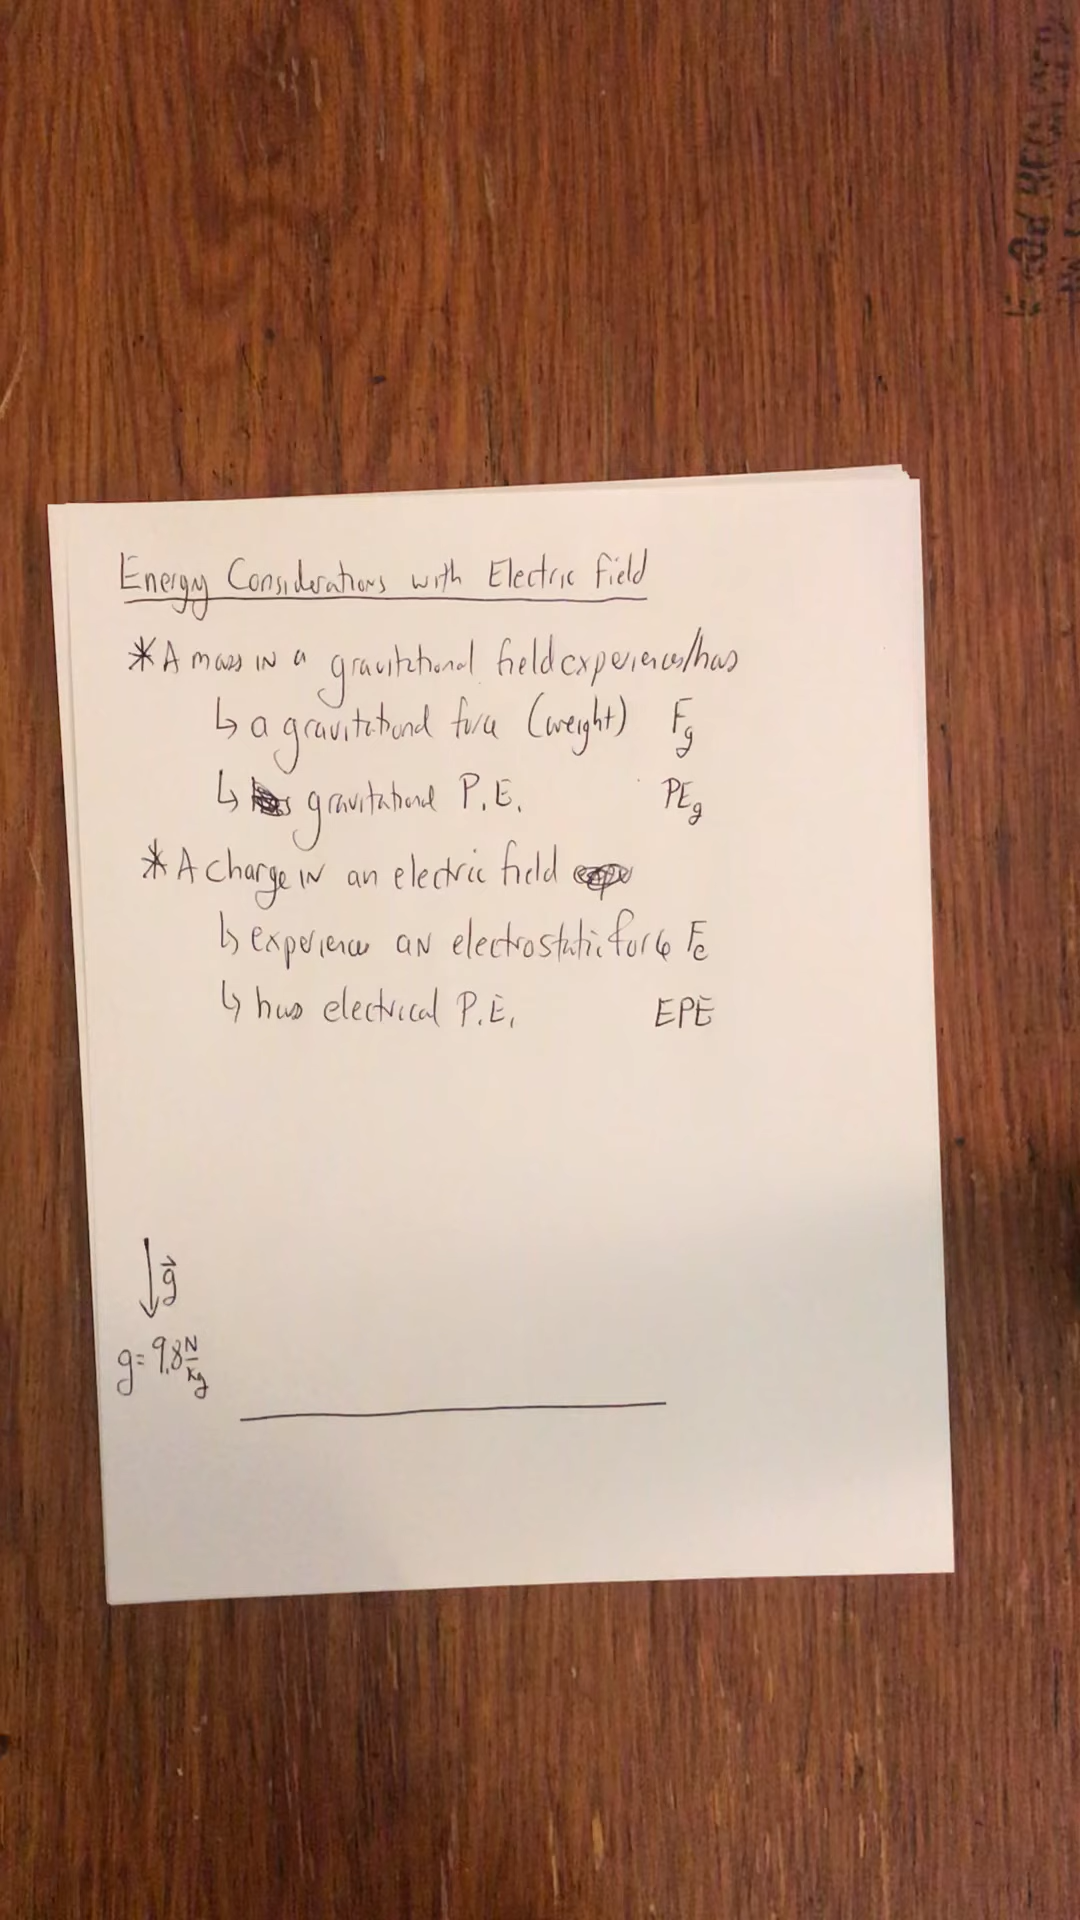 Energy Considerations with Electric Field
* A mass in a gravitational field experiences/has
↳ a gravitational force (weight) Fg
↳ gravitational P.E. PEg
* A charge in an electric field
↳ experiences an electrostatic force Fe
↳ has electrical P.E. EPE
g⃗
g = 9.8 N/kg